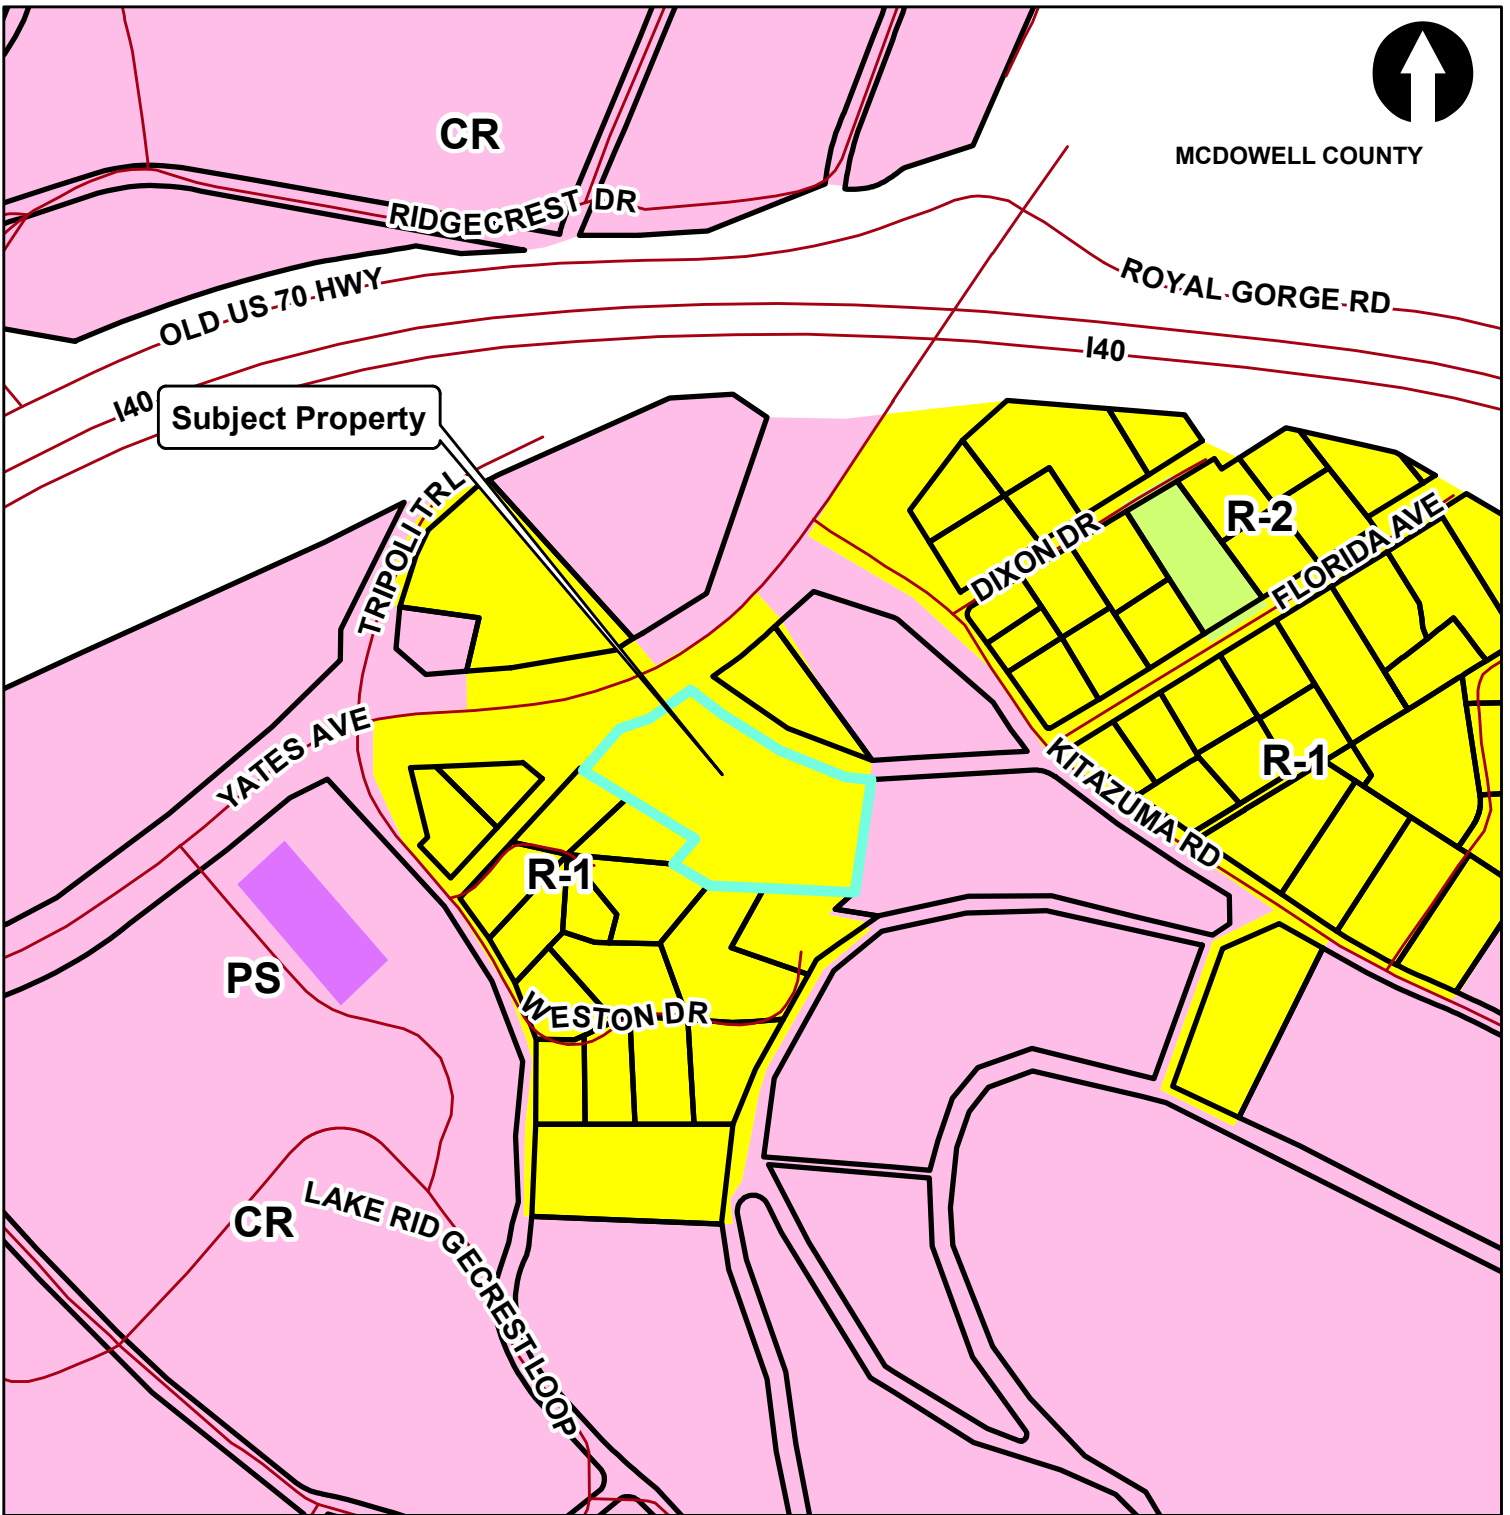 CR
MCDOWELL COUNTY
RIDGECREST DR
OLD US 70 HWY
ROYAL GORGE RD
I40
I40
Subject Property
TRIPOLI TRL
R-2
DIXON DR
FLORIDA AVE
YATES AVE
R-1
KITAZUMA RD
R-1
PS
WESTON DR
CR
LAKE RIDGECREST LOOP